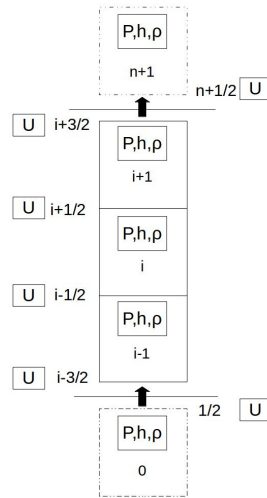 P,h,ρ
n+1
n+1/2 U
U i+3/2
P,h,ρ
i+1
U i+1/2
P,h,ρ
i
U i-1/2
P,h,ρ
i-1
U i-3/2
1/2 U
P,h,ρ
0